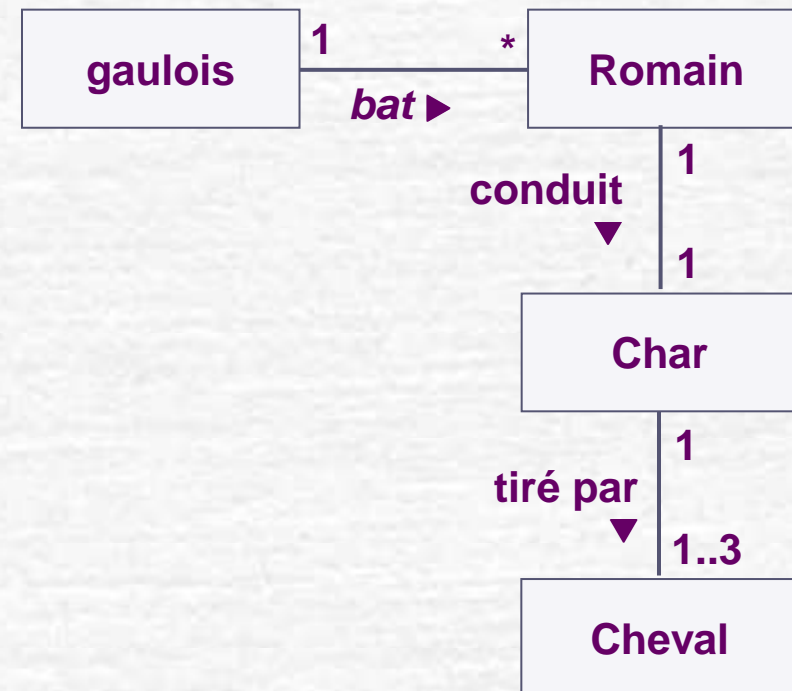 gaulois
1
*
Romain
bat ▶
1
conduit
▼
1
Char
1
tiré par
▼
1..3
Cheval